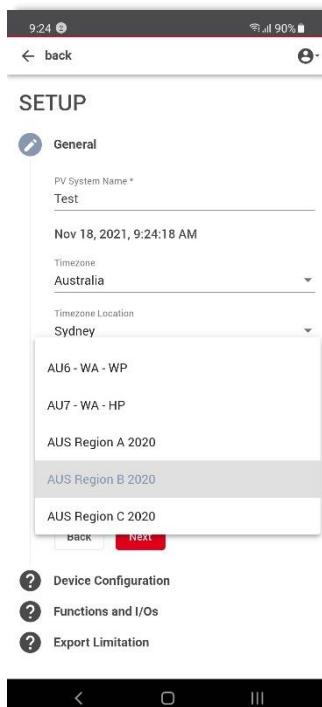 9:24
90%
back
SETUP
General
PV System Name *
Test
Nov 18, 2021, 9:24:18 AM
Timezone
Australia
Timezone Location
Sydney
AU6 - WA - WP
AU7 - WA - HP
AUS Region A 2020
AUS Region B 2020
AUS Region C 2020
Back
Next
Device Configuration
Functions and I/Os
Export Limitation